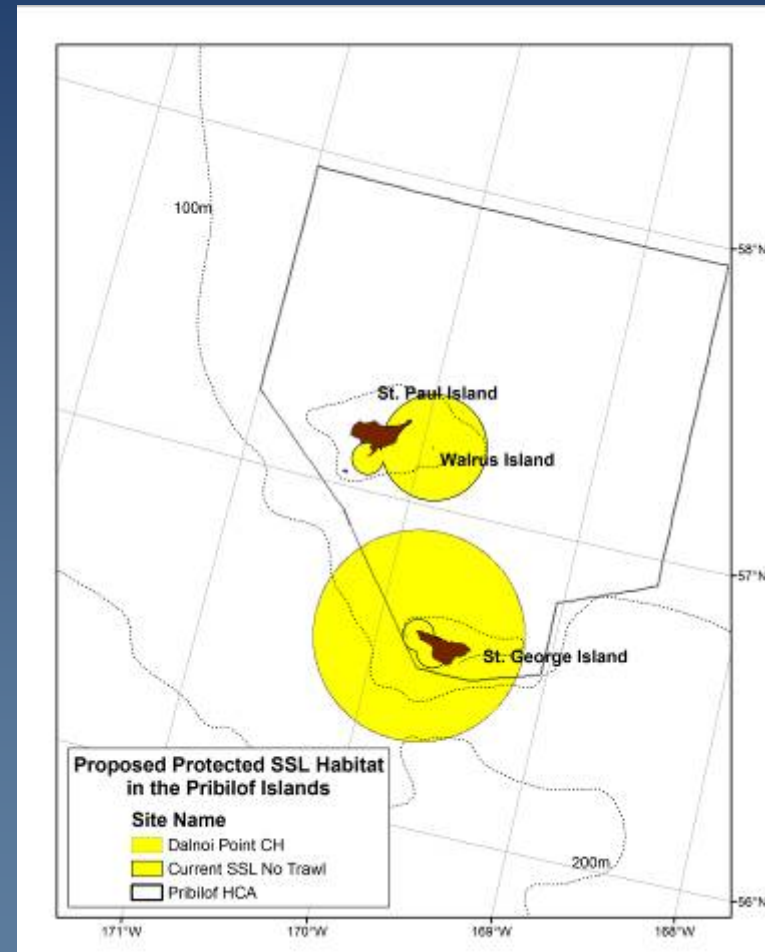 100m
58°N
St. Paul Island
Walrus Island
57°N
St. George Island
Proposed Protected SSL Habitat
in the Pribilof Islands
Site Name
Dalnoi Point CH
Current SSL No Trawl
Pribilof HCA
200m
56°N
171°W
170°W
169°W
168°W